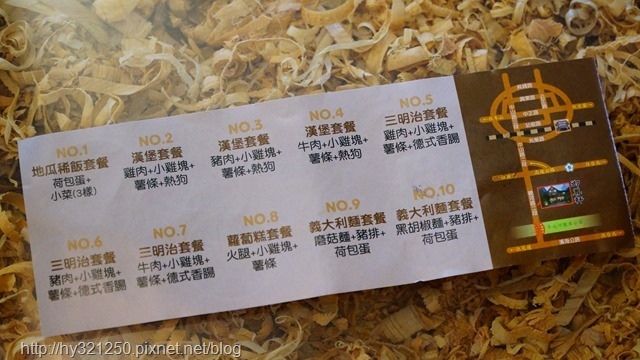 NO.1
地瓜稀飯套餐
荷包蛋+
小菜(3樣)
NO.2
漢堡套餐
雞肉+小雞塊+
薯條+熱狗
NO.3
漢堡套餐
豬肉+小雞塊+
薯條+熱狗
NO.4
漢堡套餐
牛肉+小雞塊+
薯條+熱狗
NO.5
三明治套餐
雞肉+小雞塊+
薯條+德式香腸
NO.6
三明治套餐
豬肉+小雞塊+
薯條+德式香腸
NO.7
三明治套餐
牛肉+小雞塊+
薯條+德式香腸
NO.8
蘿蔔糕套餐
火腿+小雞塊+
薯條
NO.9
義大利麵套餐
蘑菇麵+豬排+
荷包蛋
NO.10
義大利麵套餐
黑胡椒麵+豬排+
荷包蛋
http://hy321250.pixnet.net/blog